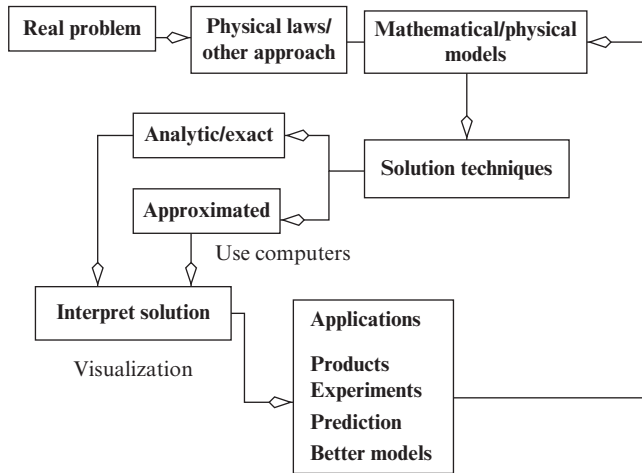 Real problem
Physical laws/
other approach
Mathematical/physical
models
Analytic/exact
Solution techniques
Approximated
Use computers
Interpret solution
Visualization
Applications
Products
Experiments
Prediction
Better models